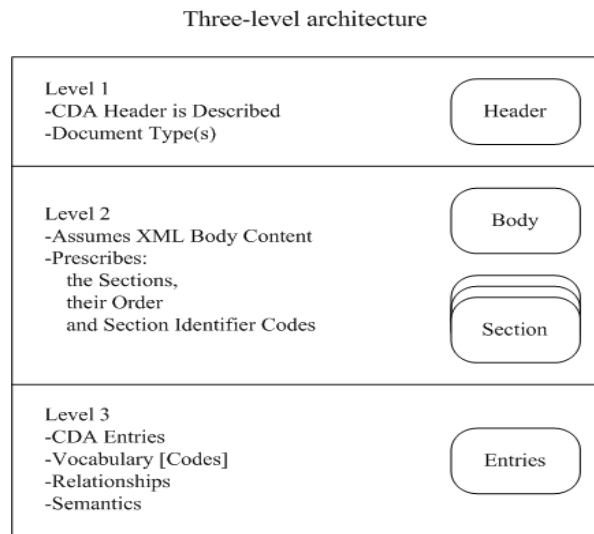 Three-level architecture
Level 1
-CDA Header is Described
-Document Type(s)
Header
Level 2
-Assumes XML Body Content
-Prescribes:
the Sections,
their Order
and Section Identifier Codes
Body
Section
Level 3
-CDA Entries
-Vocabulary [Codes]
-Relationships
-Semantics
Entries